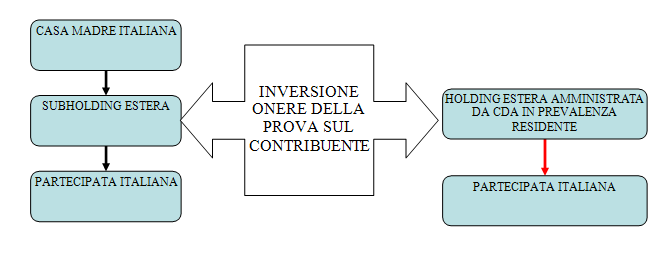 CASA MADRE ITALIANA
SUBHOLDING ESTERA
PARTECIPATA ITALIANA
INVERSIONE
ONERE DELLA
PROVA SUL
CONTRIBUENTE
HOLDING ESTERA AMMINISTRATA
DA CDA IN PREVALENZA
RESIDENTE
PARTECIPATA ITALIANA